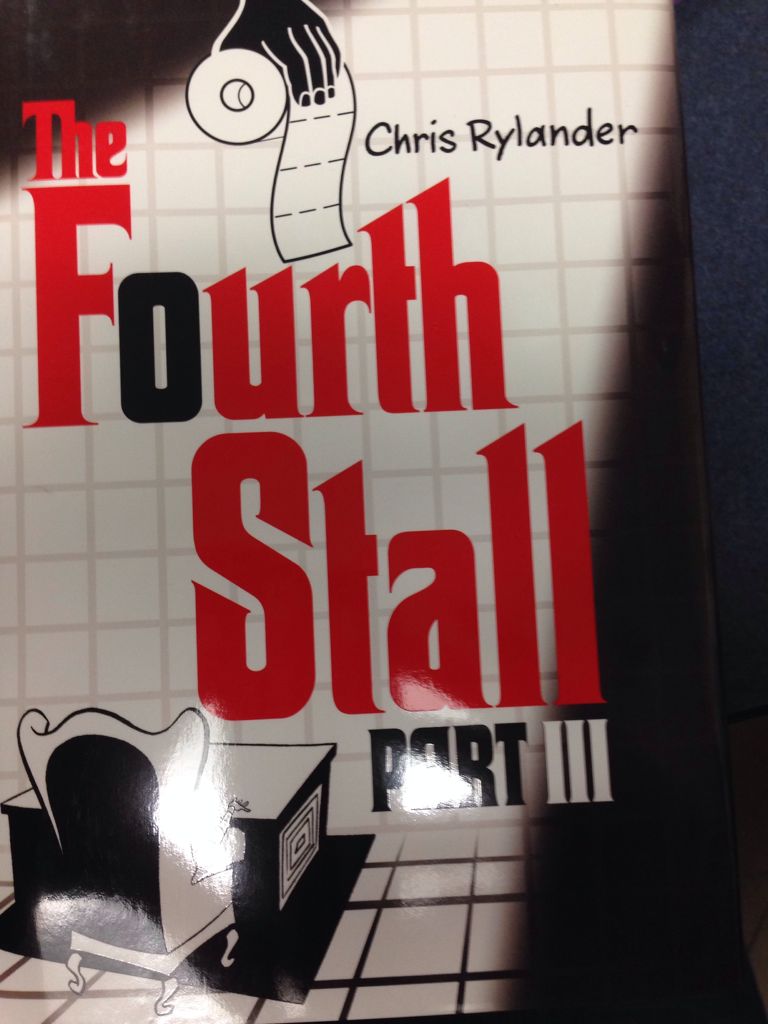 Chris Rylander
The
Fourth
Stall
PART III